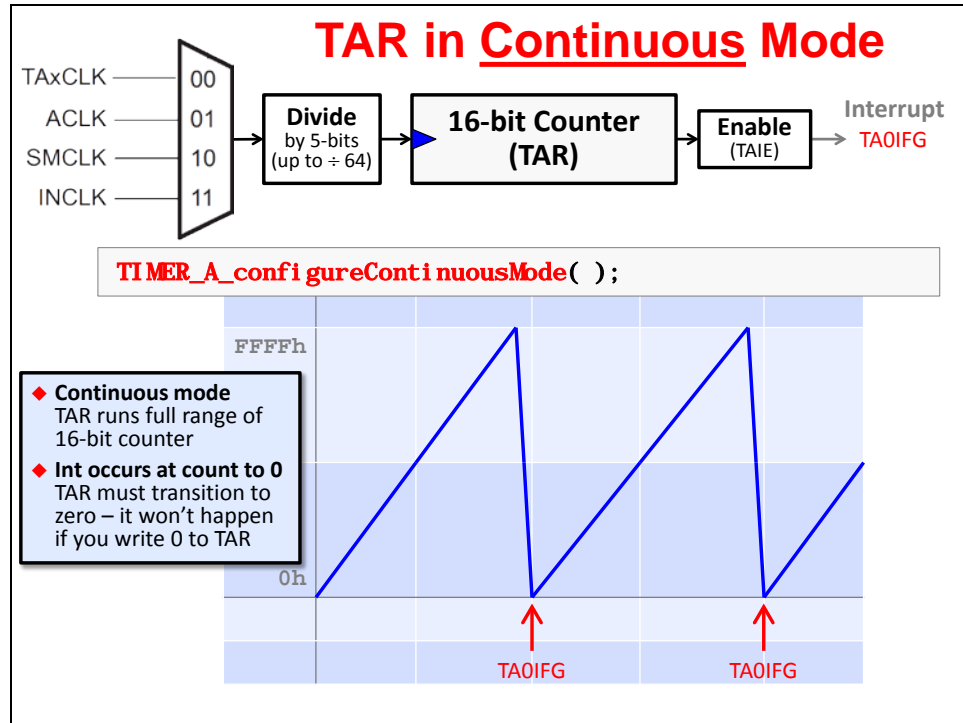 TAR in Continuous Mode
TAxCLK
00
ACLK
01
SMCLK
10
INCLK
11
Divide
by 5-bits
(up to ÷ 64)
16-bit Counter
(TAR)
Enable
(TAIE)
Interrupt
TA0IFG
TIMER_A_configureContinuousMode( );
FFFFh
◆ Continuous mode
TAR runs full range of
16-bit counter
◆ Int occurs at count to 0
TAR must transition to
zero – it won't happen
if you write 0 to TAR
0h
TA0IFG
TA0IFG